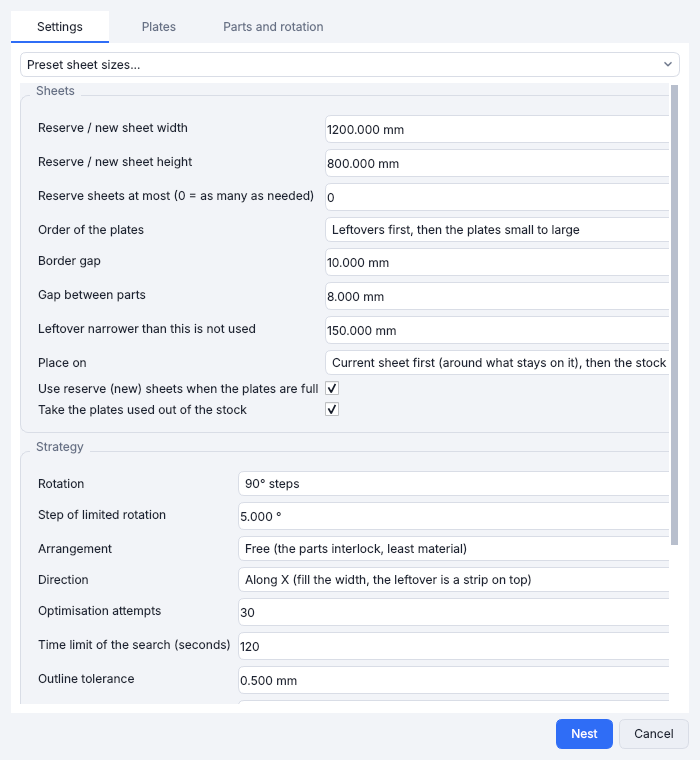 Settings
Plates
Parts and rotation
Preset sheet sizes...
Sheets
Reserve / new sheet width
1200.000 mm
Reserve / new sheet height
800.000 mm
Reserve sheets at most (0 = as many as needed)
0
Order of the plates
Leftovers first, then the plates small to large
Border gap
10.000 mm
Gap between parts
8.000 mm
Leftover narrower than this is not used
150.000 mm
Place on
Current sheet first (around what stays on it), then the stock
Use reserve (new) sheets when the plates are full
Take the plates used out of the stock
Strategy
Rotation
90° steps
Step of limited rotation
5.000 °
Arrangement
Free (the parts interlock, least material)
Direction
Along X (fill the width, the leftover is a strip on top)
Optimisation attempts
30
Time limit of the search (seconds)
120
Outline tolerance
0.500 mm
Nest
Cancel